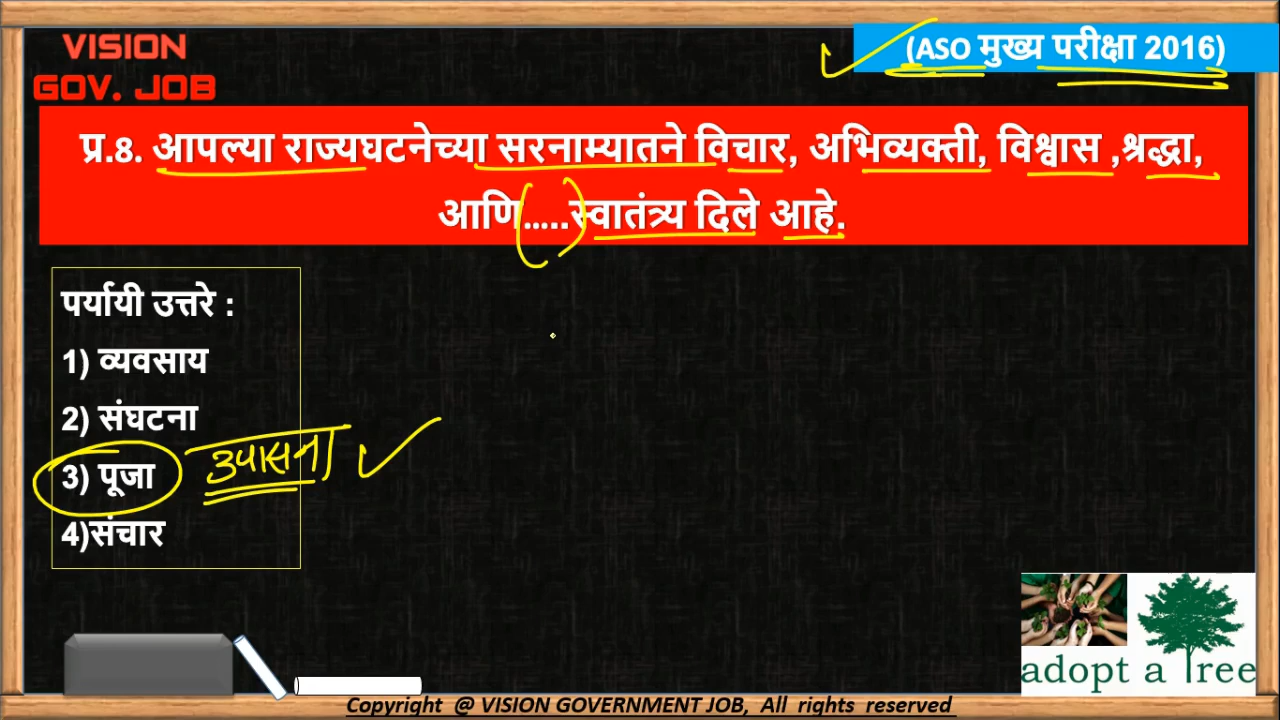 VISION
GOV. JOB
(ASO मुख्य परीक्षा 2016)
प्र.8. आपल्या राज्यघटनेच्या सरनाम्यातने विचार, अभिव्यक्ती, विश्वास ,श्रद्धा,
आणि.....स्वातंत्र्य दिले आहे.
पर्यायी उत्तरे :
1) व्यवसाय
2) संघटना
3) पूजा उपासना
4)संचार
adopt a Tree
Copyright @ VISION GOVERNMENT JOB, All rights reserved